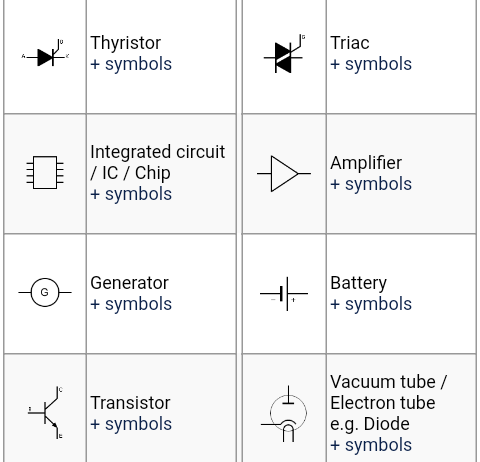 Thyristor
+ symbols
Triac
+ symbols
Integrated circuit
/ IC / Chip
+ symbols
Amplifier
+ symbols
G
Generator
+ symbols
- +
Battery
+ symbols
Transistor
+ symbols
Vacuum tube /
Electron tube
e.g. Diode
+ symbols